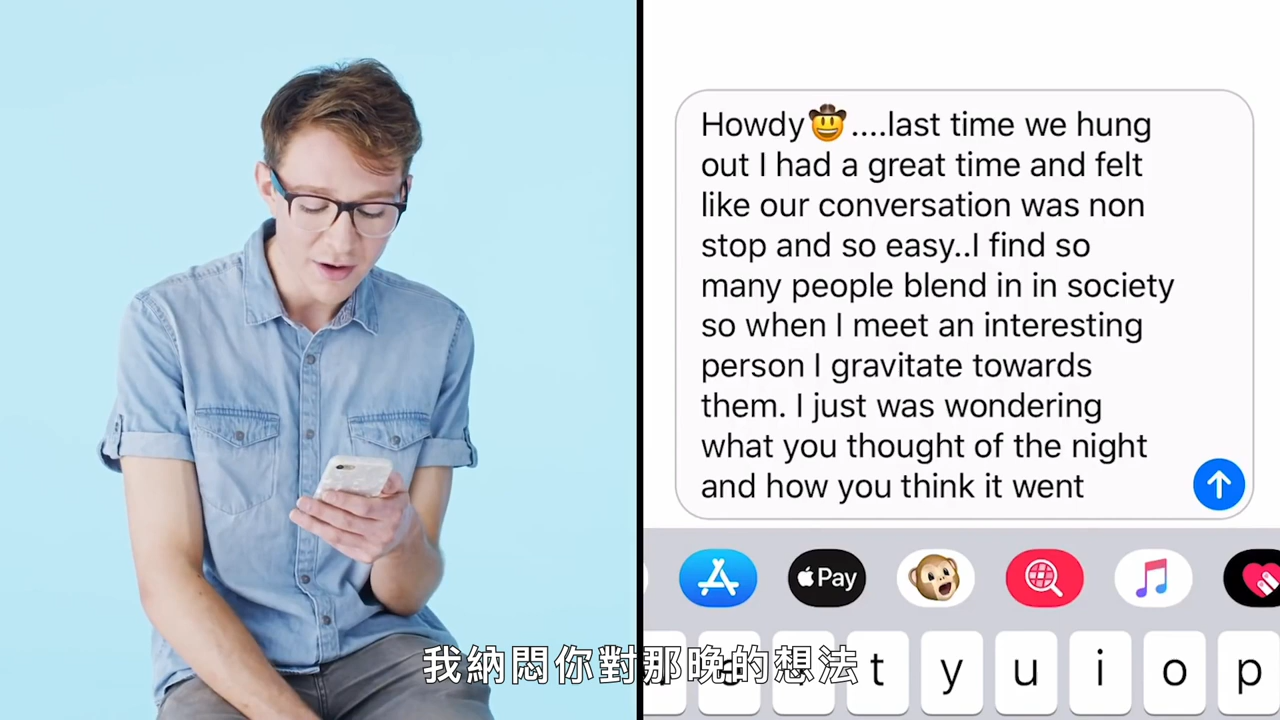 Howdy🤠....last time we hung
out I had a great time and felt
like our conversation was non
stop and so easy..I find so
many people blend in in society
so when I meet an interesting
person I gravitate towards
them. I just was wondering
what you thought of the night
and how you think it went
Pay
t y u i o p
我納悶你對那晚的想法